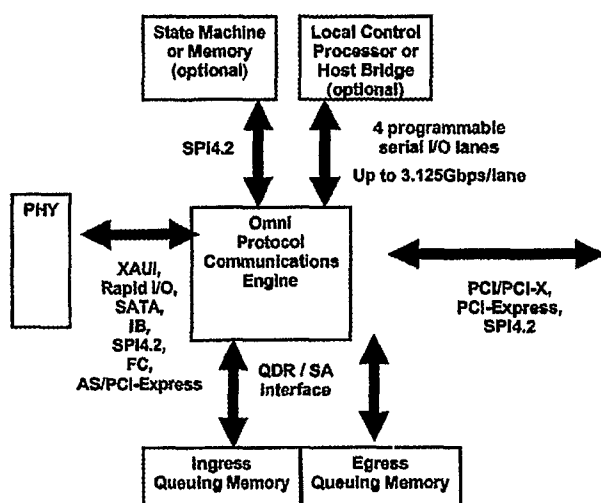 State Machine
or Memory
(optional)
Local Control
Processor or
Host Bridge
(optional)
SPI4.2
4 programmable
serial I/O lanes
Up to 3.125Gbps/lane
PHY
Omni
Protocol
Communications
Engine
XAUI,
Rapid I/O,
SATA,
IB,
SPI4.2,
FC,
AS/PCI-Express
PCI/PCI-X,
PCI-Express,
SPI4.2
QDR / SA
Interface
Ingress
Queuing Memory
Egress
Queuing Memory